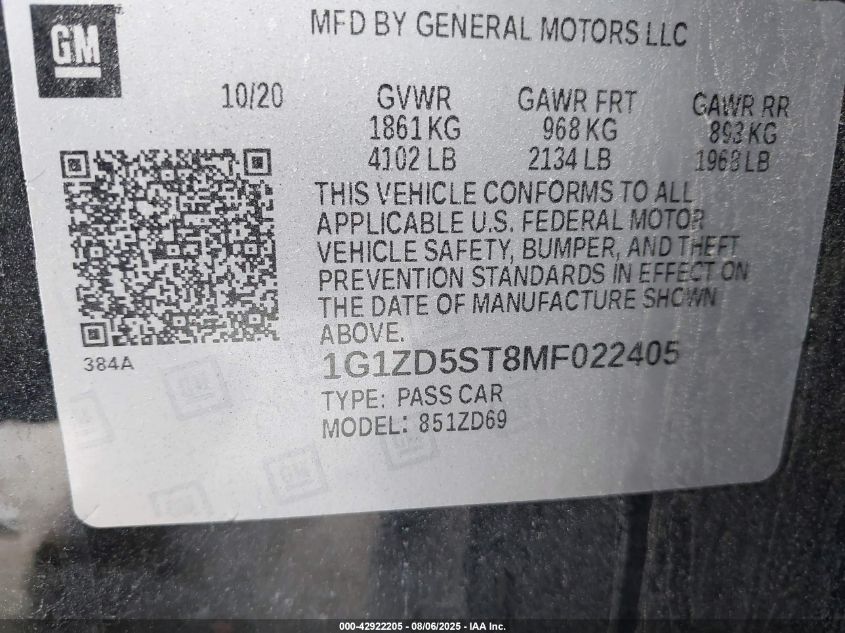 GM
MFD BY GENERAL MOTORS LLC
10/20 GVWR GAWR FRT GAWR RR
1861 KG 968 KG 893 KG
4102 LB 2134 LB 1968 LB
THIS VEHICLE CONFORMS TO ALL
APPLICABLE U.S. FEDERAL MOTOR
VEHICLE SAFETY, BUMPER, AND THEFT
PREVENTION STANDARDS IN EFFECT ON
THE DATE OF MANUFACTURE SHOWN
ABOVE.
384A
1G1ZD5ST8MF022405
TYPE: PASS CAR
MODEL: 851ZD69
000-42922205 - 08/06/2025 - IAA Inc.